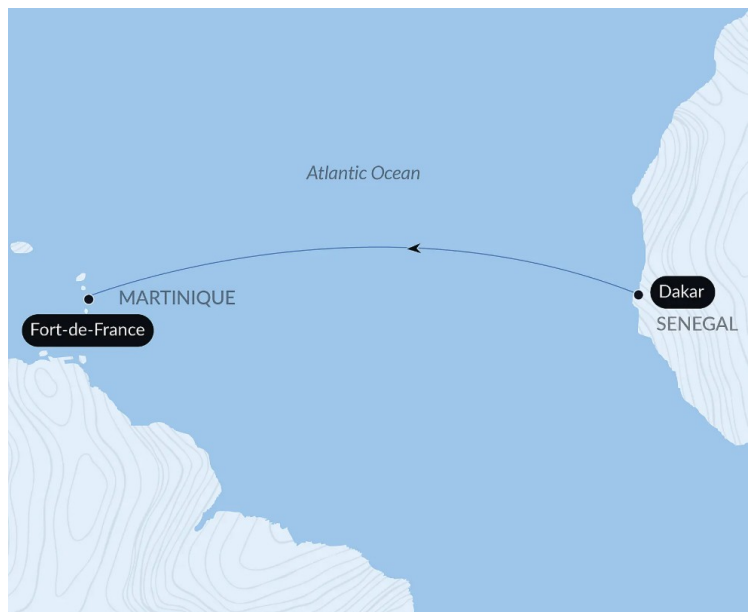 Atlantic Ocean
MARTINIQUE
Fort-de-France
Dakar
SENEGAL